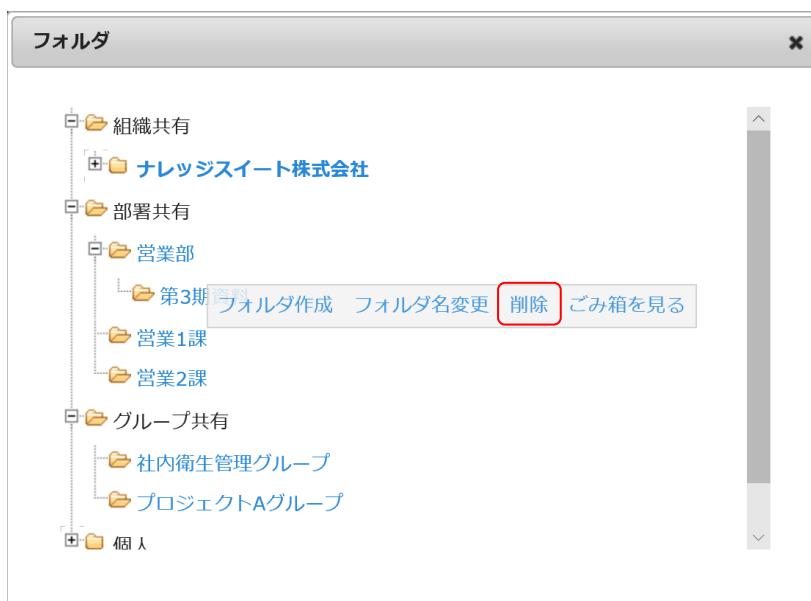 フォルダ
組織共有
ナレッジスイート株式会社
部署共有
営業部
第3期資料
フォルダ作成 フォルダ名変更 削除 ごみ箱を見る
営業1課
営業2課
グループ共有
社内衛生管理グループ
プロジェクトAグループ
個人